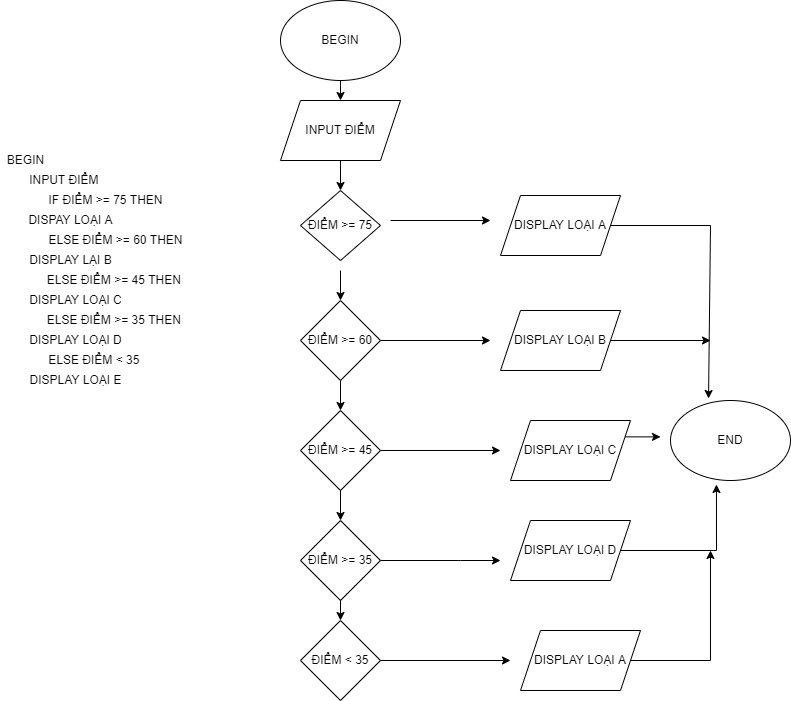 BEGIN
INPUT ĐIỂM
IF ĐIỂM >= 75 THEN
DISPAY LOẠI A
ELSE ĐIỂM >= 60 THEN
DISPLAY LẠI B
ELSE ĐIỂM >= 45 THEN
DISPLAY LOẠI C
ELSE ĐIỂM >= 35 THEN
DISPLAY LOẠI D
ELSE ĐIỂM < 35
DISPLAY LOẠI E
BEGIN
INPUT ĐIỂM
ĐIỂM >= 75
DISPLAY LOẠI A
ĐIỂM >= 60
DISPLAY LOẠI B
ĐIỂM >= 45
DISPLAY LOẠI C
END
ĐIỂM >= 35
DISPLAY LOẠI D
ĐIỂM < 35
DISPLAY LOẠI A